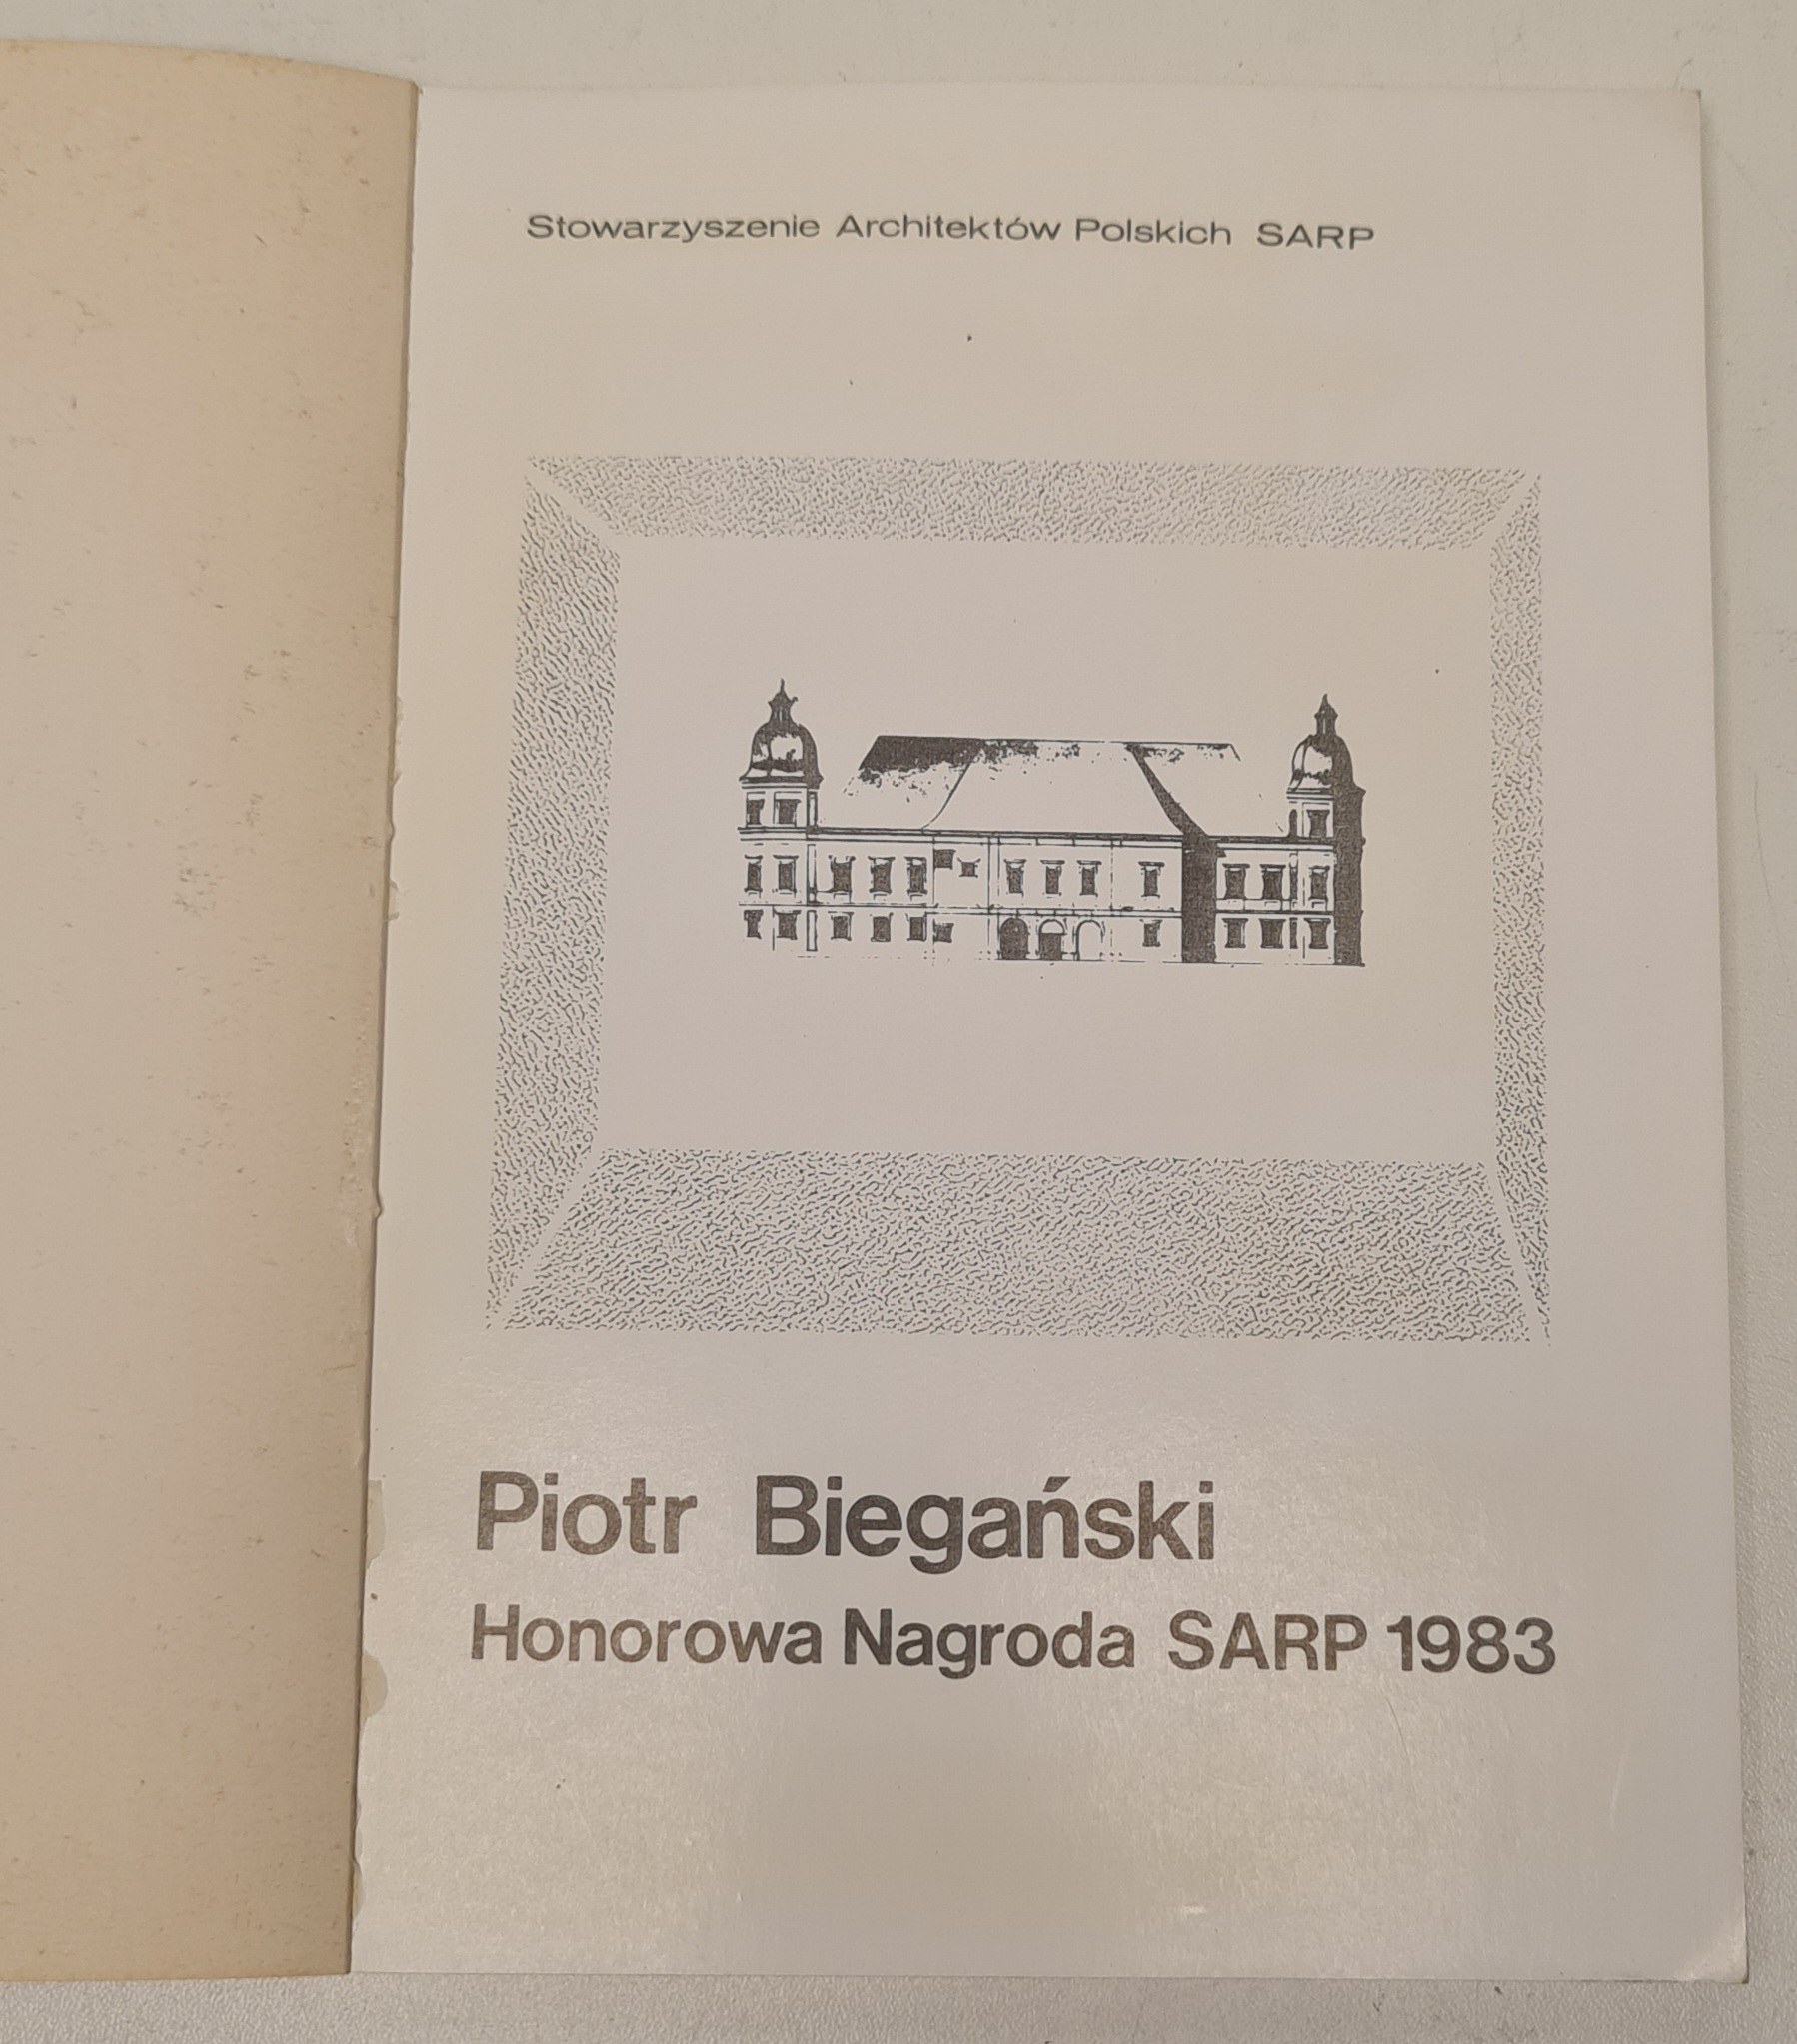 Stowarzyszenie Architektów Polskich SARP
Piotr Biegański
Honorowa Nagroda SARP 1983